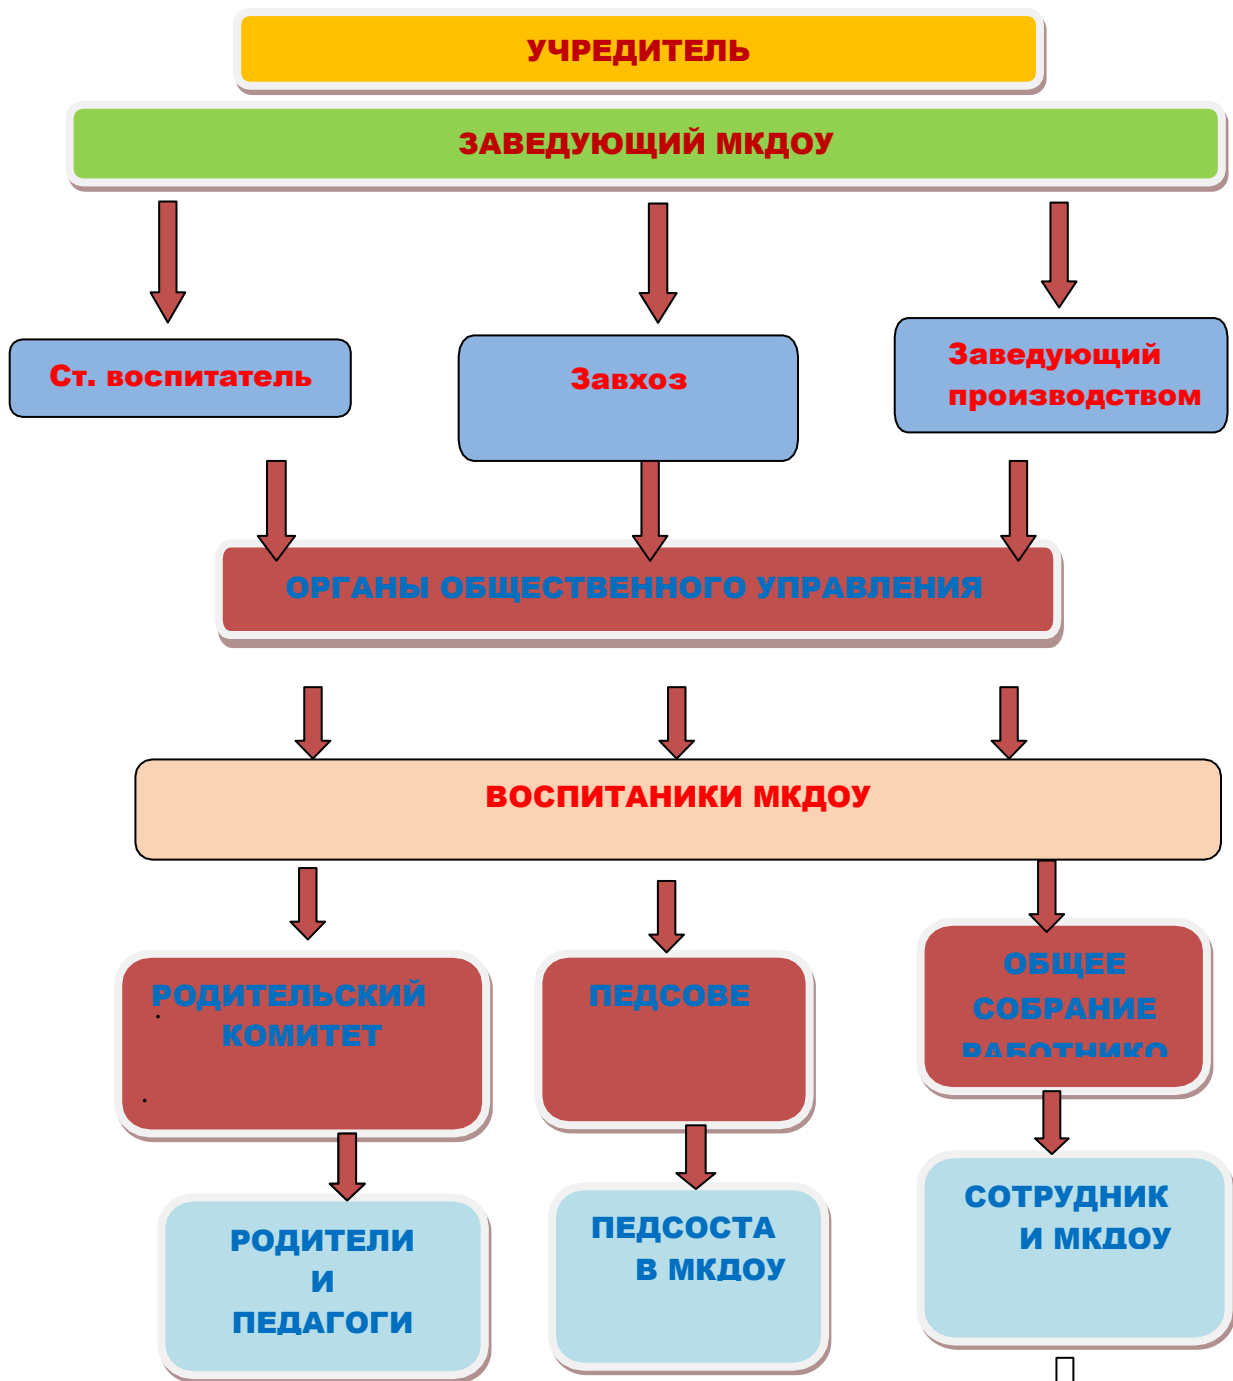 УЧРЕДИТЕЛЬ
ЗАВЕДУЮЩИЙ МКДОУ
Ст. воспитатель
Завхоз
Заведующий
производством
ОРГАНЫ ОБЩЕСТВЕННОГО УПРАВЛЕНИЯ
ВОСПИТАНИКИ МКДОУ
РОДИТЕЛЬСКИЙ
КОМИТЕТ
ПЕДСОВЕ
ОБЩЕЕ
СОБРАНИЕ
РАБОТНИКО
РОДИТЕЛИ
И
ПЕДАГОГИ
ПЕДСОСТА
В МКДОУ
СОТРУДНИК
И МКДОУ